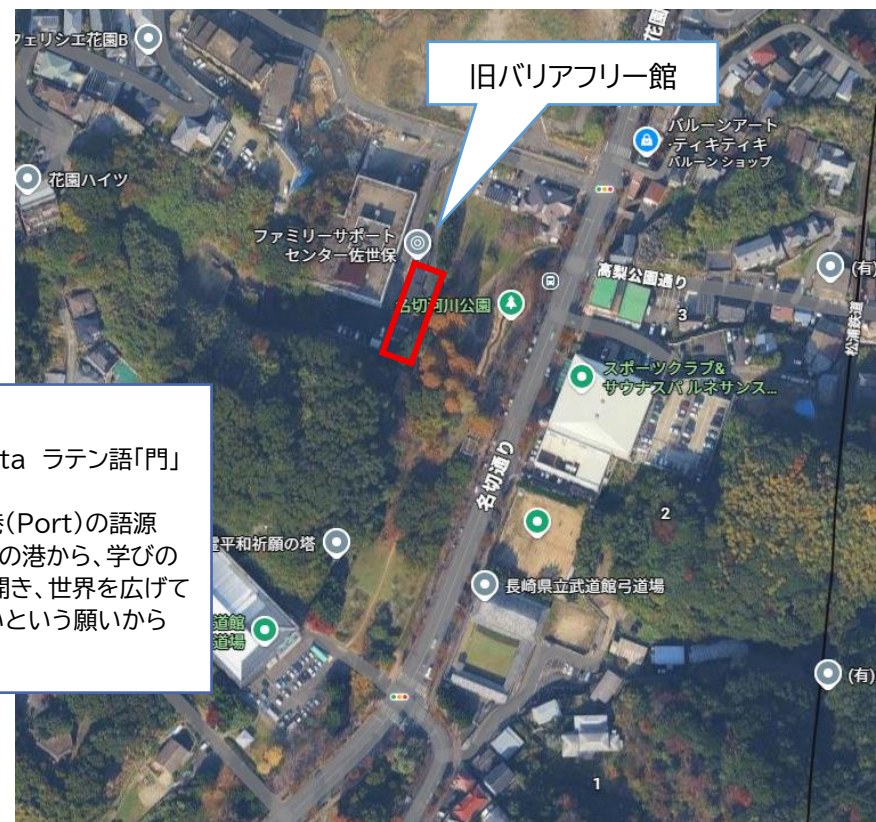 フェリシエ花園B
花園
旧バリアフリー館
バルーンアート
・ティキティキ
バルーン ショップ
花園ハイツ
ファミリーサポート
センター佐世保
高梨公園通り
(有)
名切河川公園
3
松浦鉄道
スポーツクラブ&
サウナスパ ルネサンス...
ta ラテン語「門」
港(Port)の語源
の港から、学びの
開き、世界を広げて
いという願いから
名切通り
2
霊平和祈願の塔
長崎県立武道館弓道場
道館
道場
(有)
1